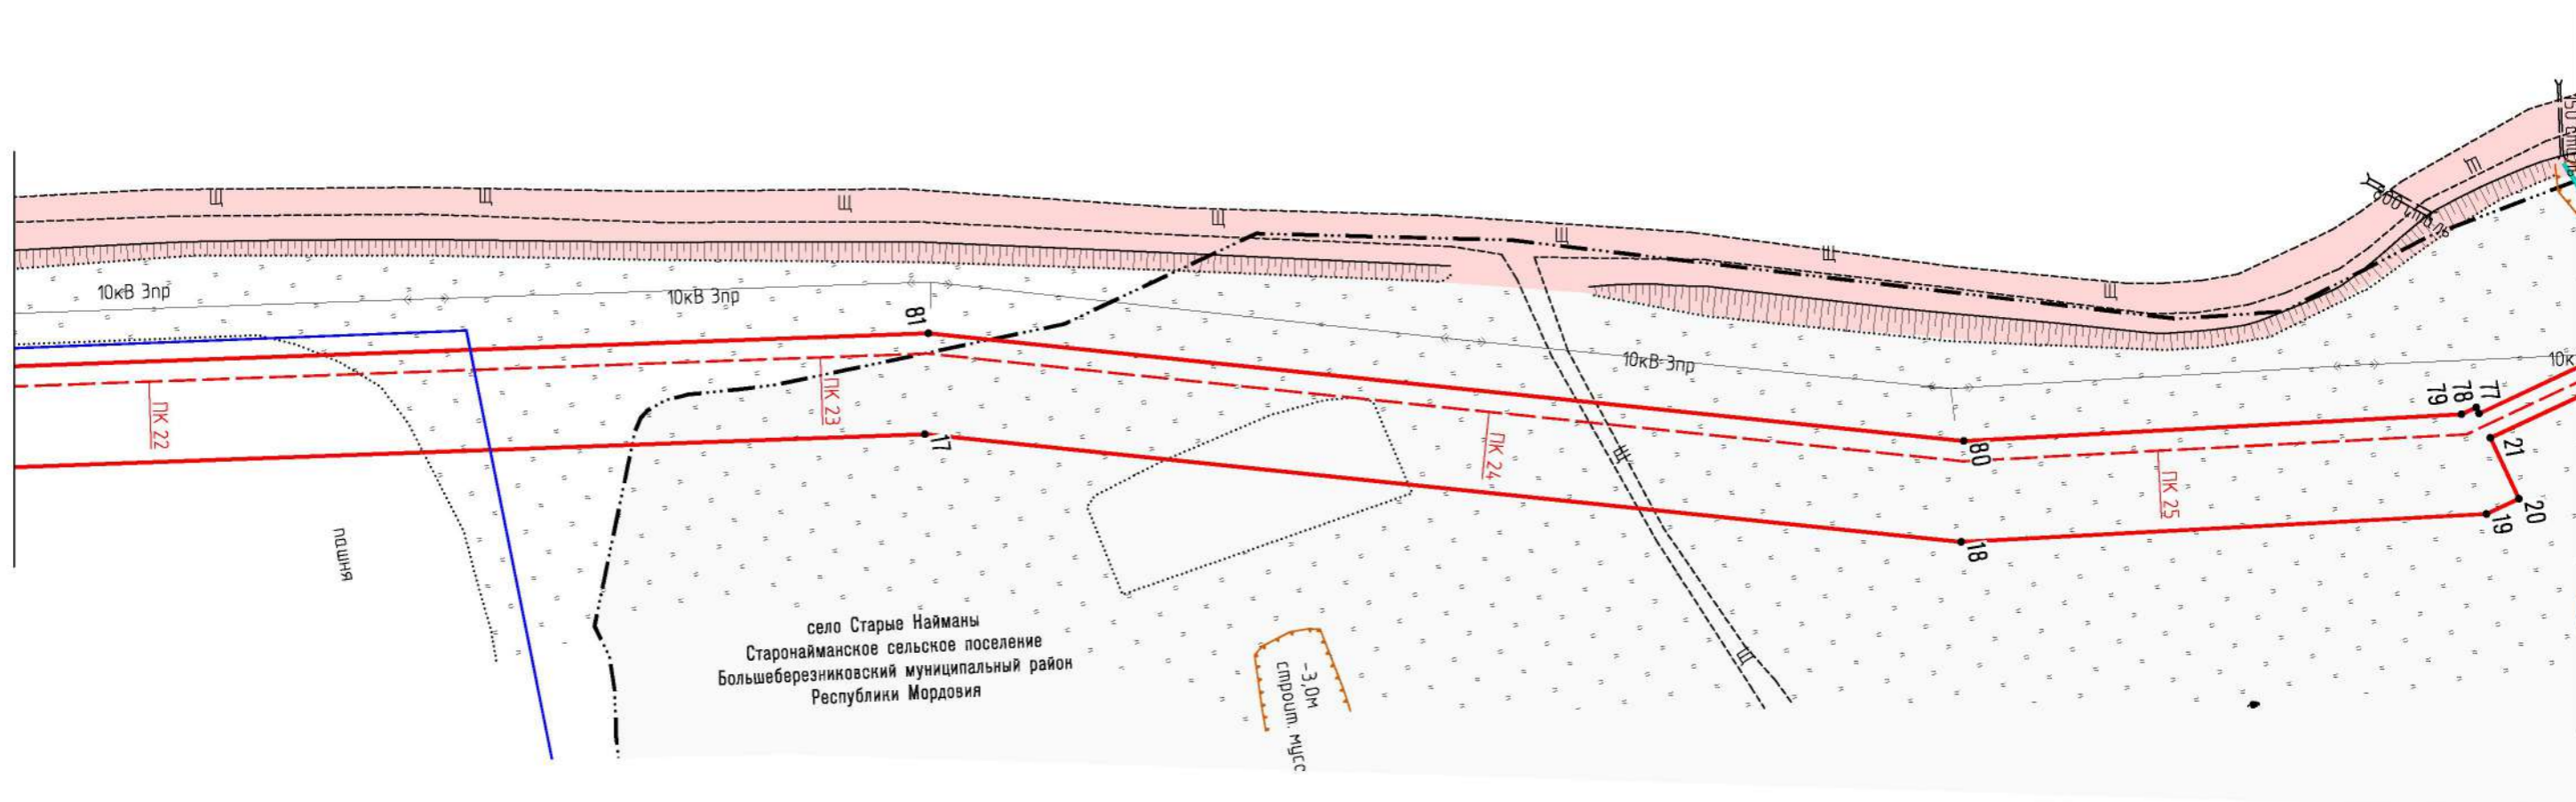 Щ
Щ
Щ
Щ
Щ
Щ
Щ
Щ
10кВ 3пр
10кВ 3пр
10кВ 3пр
10к
81
17
80
18
79
78
77
21
20
19
ПК 22
ПК 23
ПК 24
ПК 25
Щ
Щ
пашня
село Старые Найманы
Старонайманское сельское поселение
Большеберезниковский муниципальный район
Республики Мордовия
-3,0м
строит. мусс